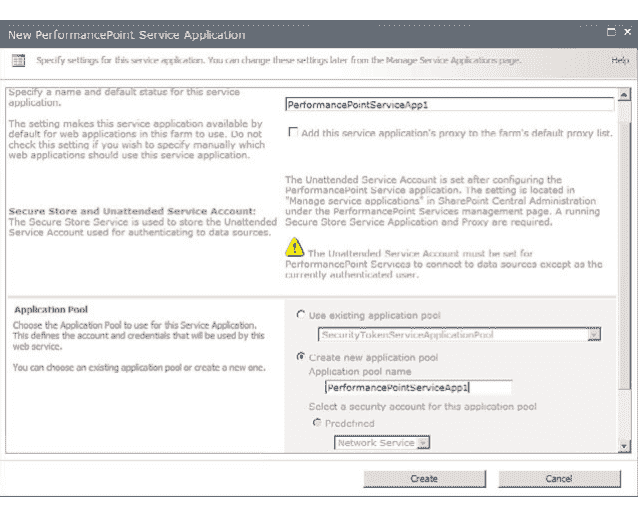 New PerformancePoint Service Application
Specify settings for this service application. You can change these settings later from the Manage Service Applications page.
Help
Specify a name and default status for this service
application.
The setting makes this service application available by
default for web applications in this farm to use. Do not
check this setting if you wish to specify manually which
web applications should use this service application.
PerformancePointServiceApp1
Add this service application's proxy to the farm's default proxy list.
Secure Store and Unattended Service Account:
The Secure Store Service is used to store the Unattended
Service Account used for authenticating to data sources.
The Unattended Service Account is set after configuring the
PerformancePoint Service application. The setting is located in
"Manage service applications" in SharePoint Central Administration
under the PerformancePoint Services management page. A running
Secure Store Service Application and Proxy are required.
The Unattended Service Account must be set for
PerformancePoint Services to connect to data sources except as the
currently authenticated user.
Application Pool
Choose the Application Pool to use for this Service Application.
This defines the account and credentials that will be used by this
web service.
You can choose an existing application pool or create a new one.
Use existing application pool
SecurityTokenServiceApplicationPool
Create new application pool
Application pool name
PerformancePointServiceApp1
Select a security account for this application pool
Predefined
Network Service
Create
Cancel